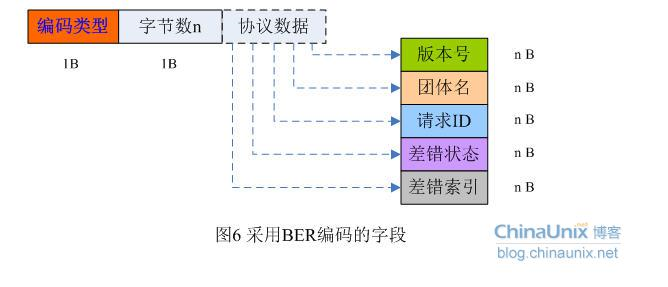 编码类型 字节数n 协议数据
1B 1B
版本号 n B
团体名 n B
请求ID n B
差错状态 n B
差错索引 n B
图6 采用BER编码的字段
ChinaUnix.net 博客
blog.chinaunix.net